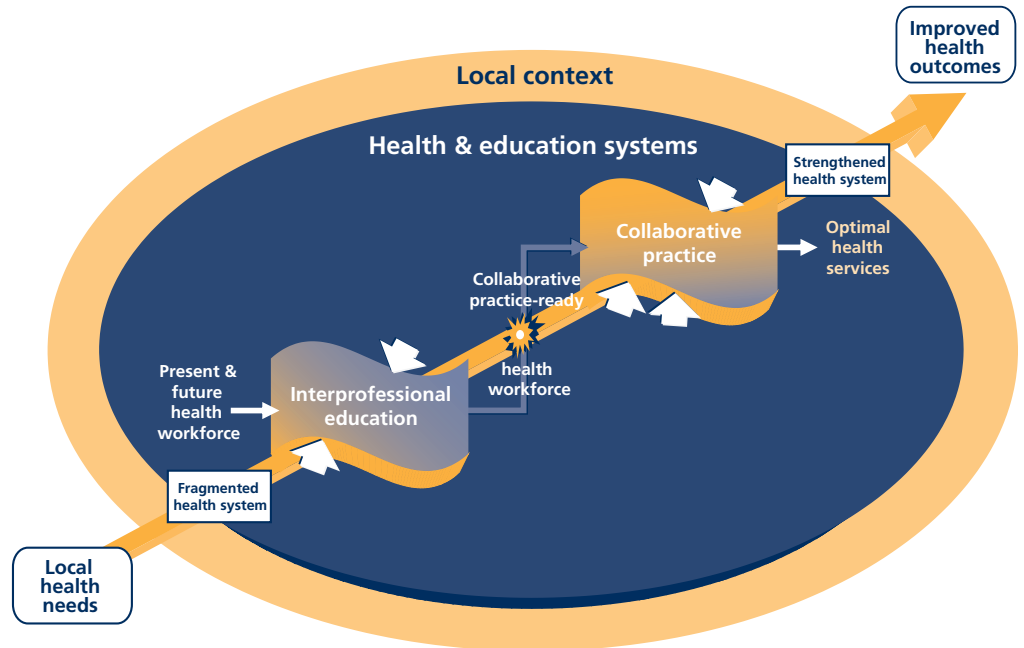 Improved
health
outcomes
Local context
Health & education systems
Strengthened
health system
Collaborative
practice
Optimal
health
services
Collaborative
practice-ready
health
workforce
Present &
future
health
workforce
Interprofessional
education
Fragmented
health system
Local
health
needs